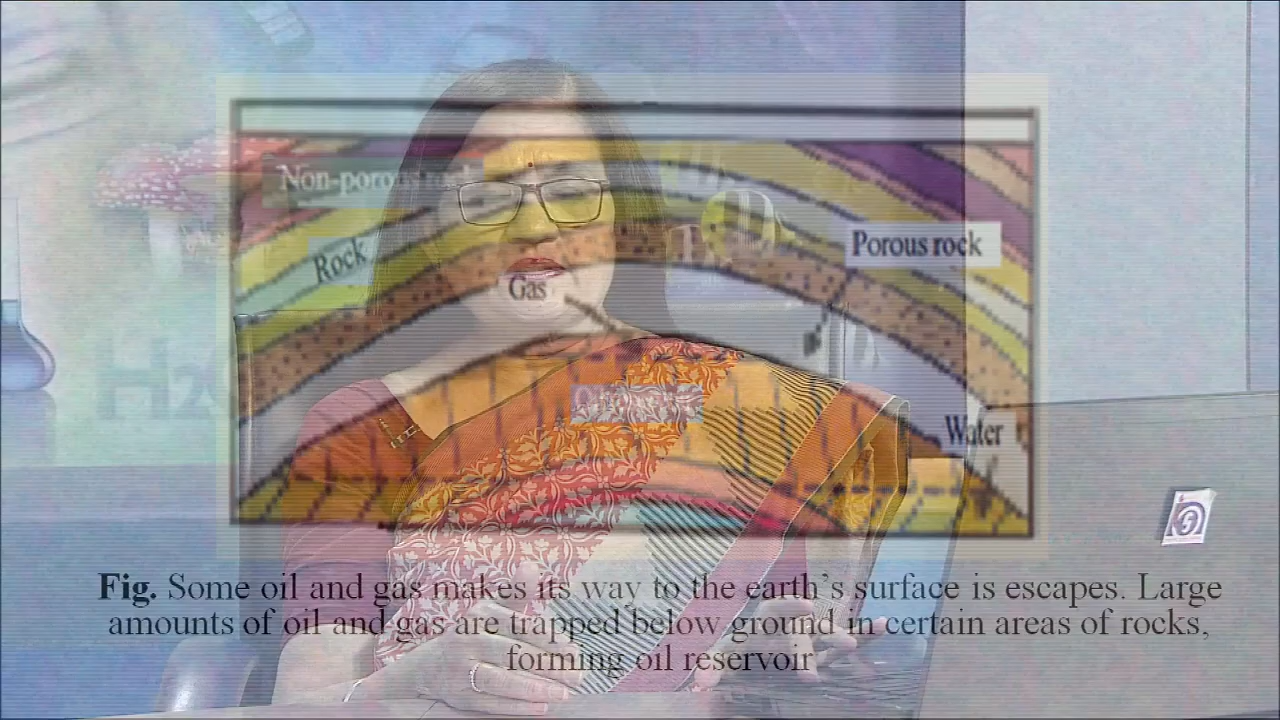 Non-porous rock
Rock
Porous rock
Gas
Oil
Water
H₂
Fig. Some oil and gas makes its way to the earth’s surface is escapes. Large
amounts of oil and gas are trapped below ground in certain areas of rocks,
forming oil reservoir